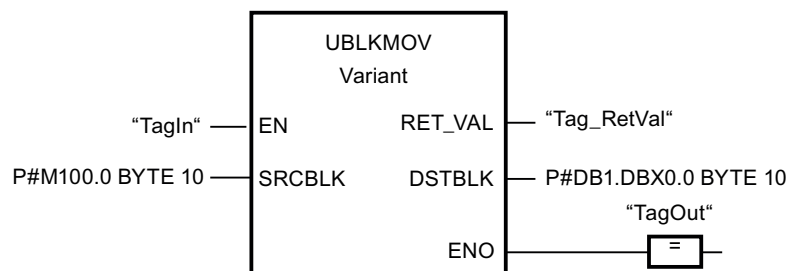 UBLKMOV
Variant
“TagIn“ EN RET_VAL “Tag_RetVal“
P#M100.0 BYTE 10 SRCBLK DSTBLK P#DB1.DBX0.0 BYTE 10
“TagOut“
ENO =